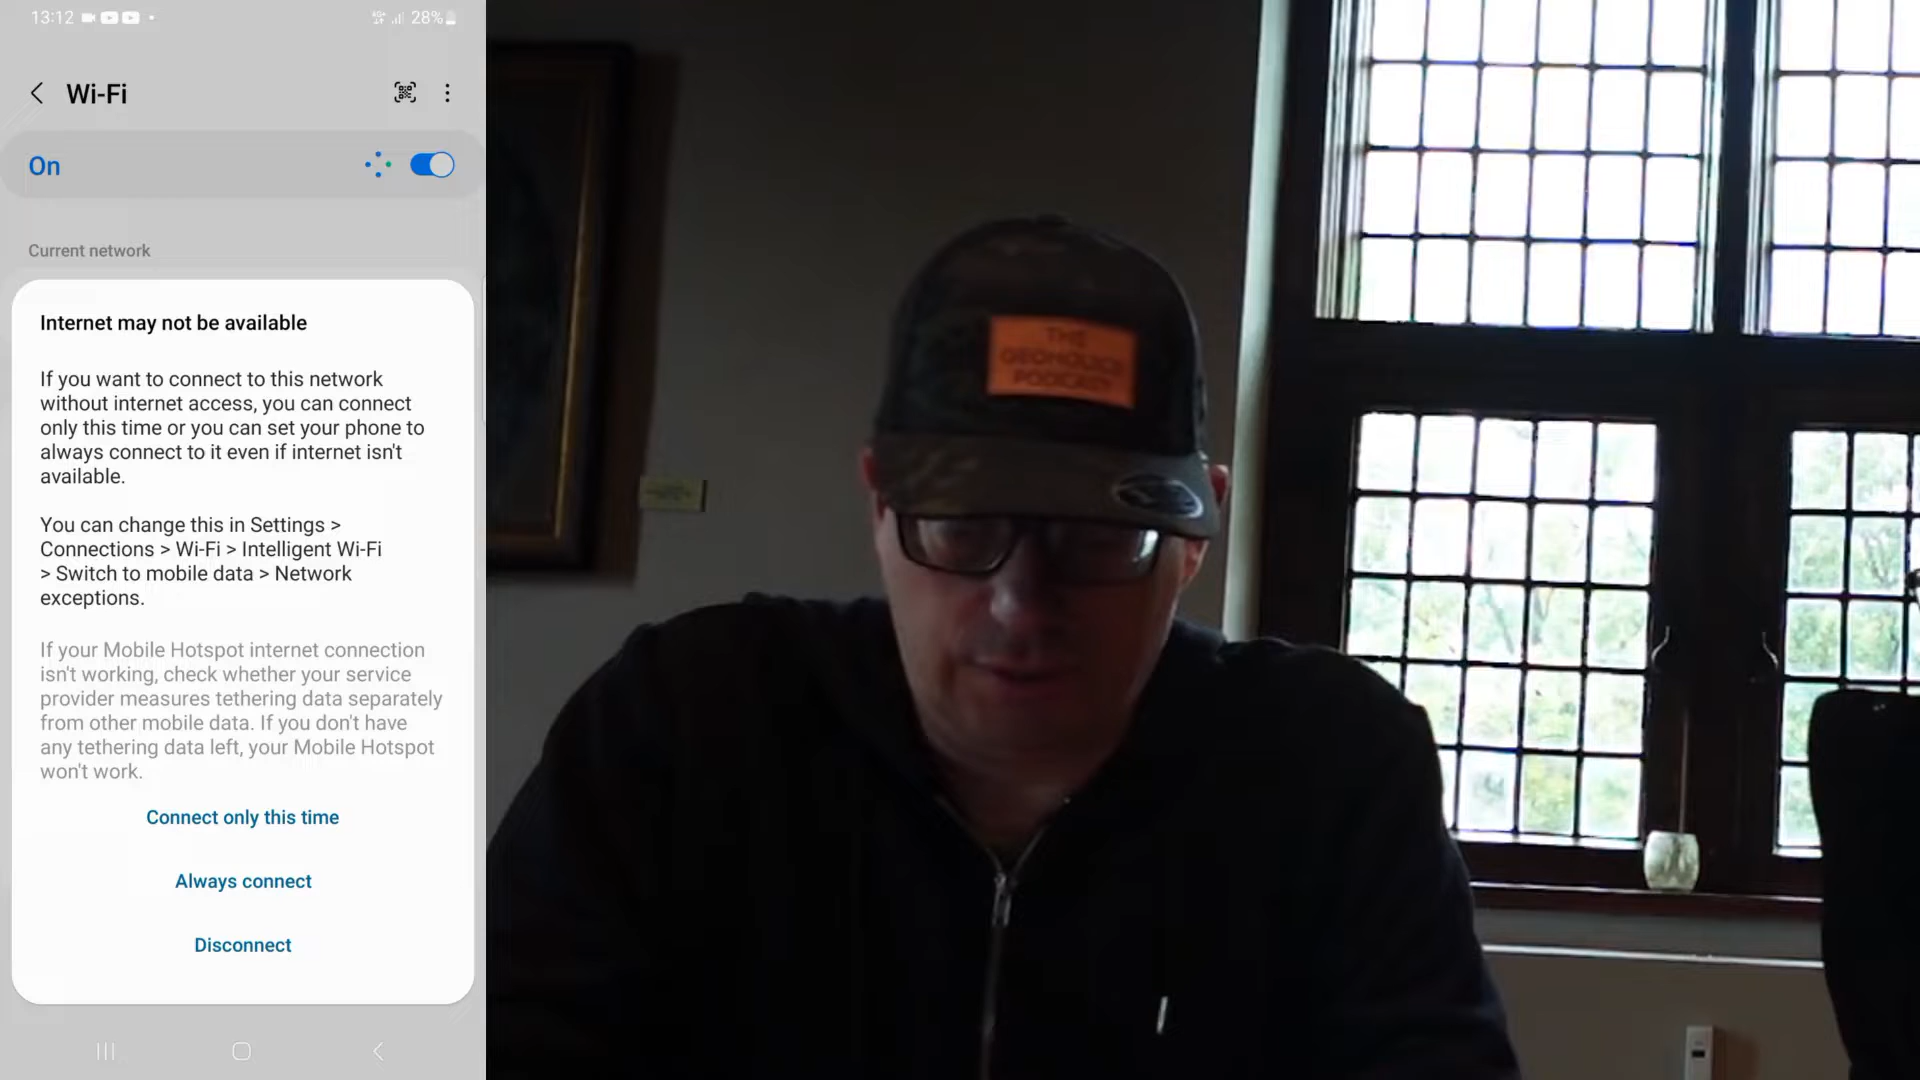 13:12
28%
Wi-Fi
On
Current network
Internet may not be available
If you want to connect to this network
without internet access, you can connect
only this time or you can set your phone to
always connect to it even if internet isn't
available.
You can change this in Settings >
Connections > Wi-Fi > Intelligent Wi-Fi
> Switch to mobile data > Network
exceptions.
If your Mobile Hotspot internet connection
isn't working, check whether your service
provider measures tethering data separately
from other mobile data. If you don't have
any tethering data left, your Mobile Hotspot
won't work.
Connect only this time
Always connect
Disconnect
THE
PODCAST